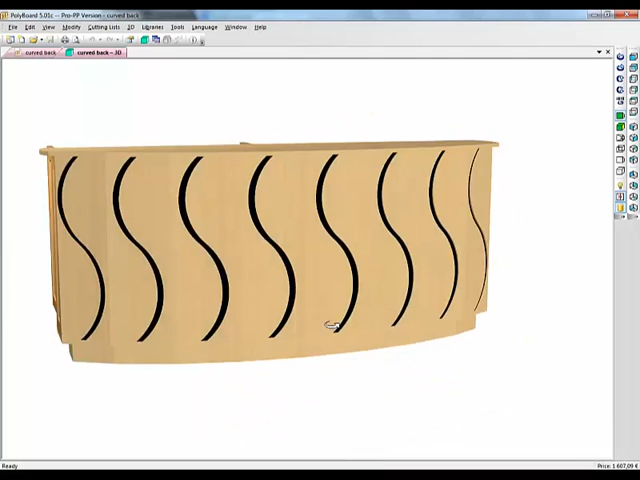 PolyBoard 5.01c -- Pro-PP Version - curved back
File Edit View Modify Cutting Lists 3D Libraries Tools Language Window Help
curved back curved back -- 3D
Ready Price: 1 607,09 €